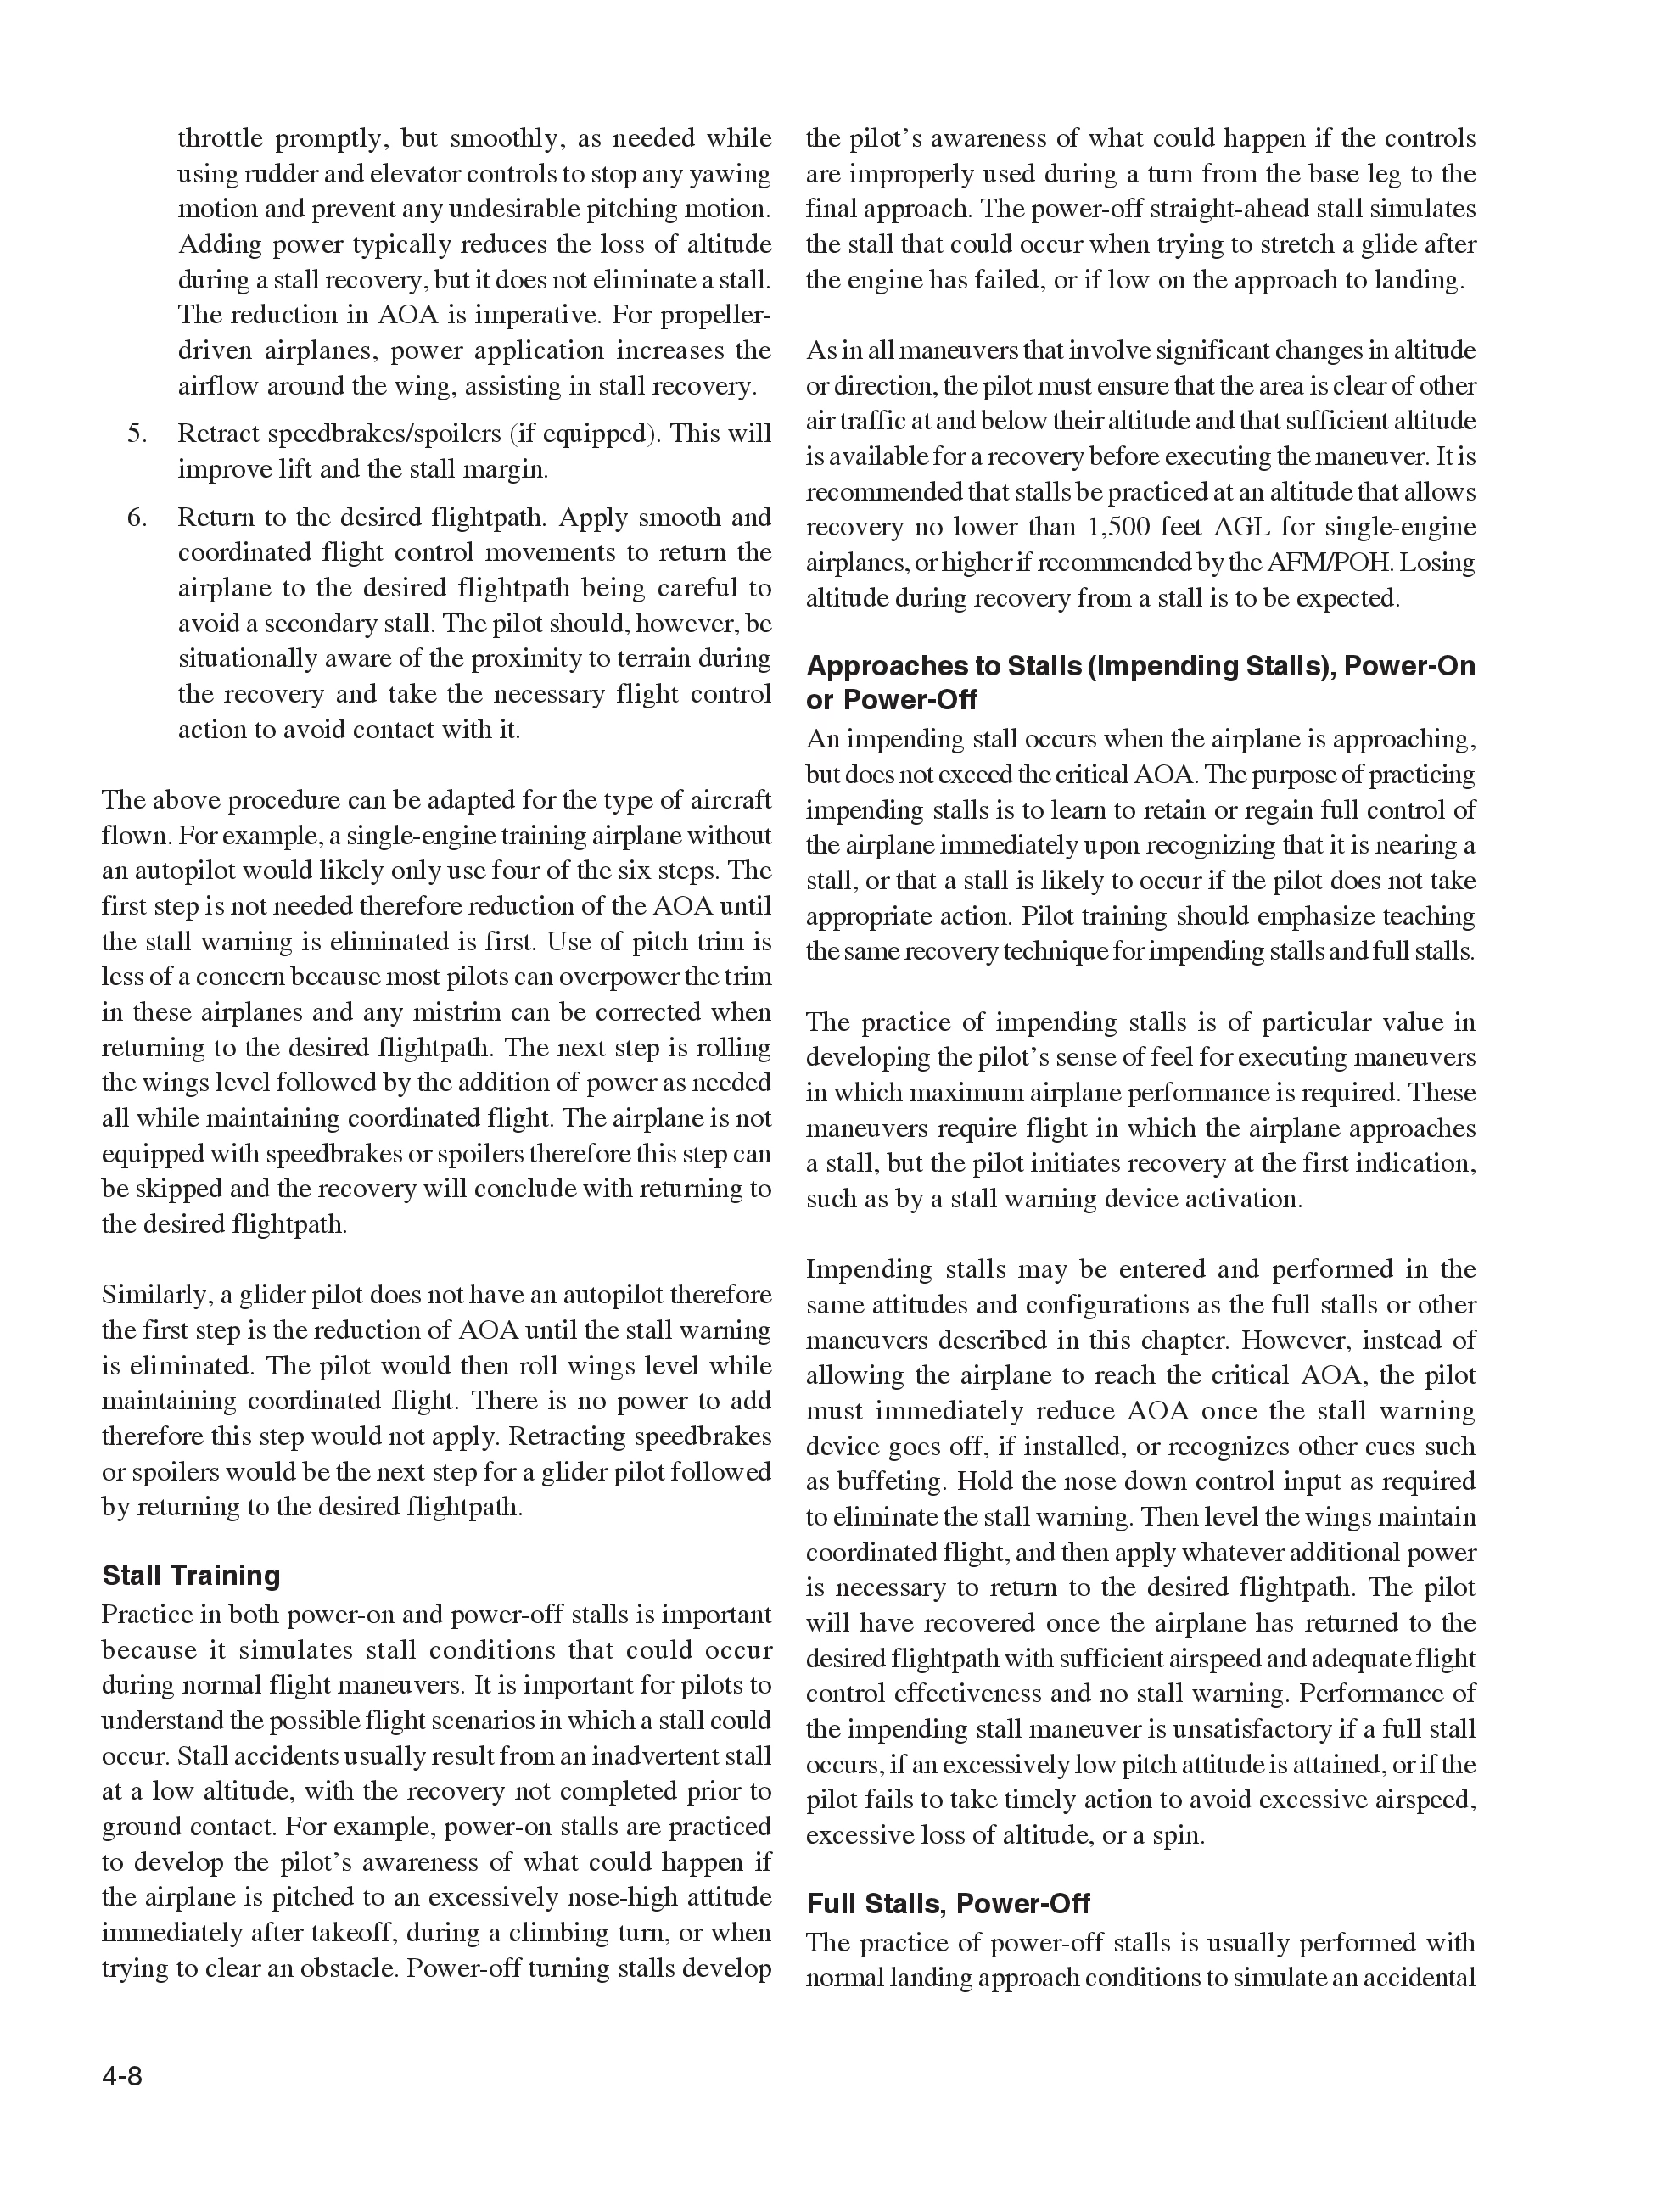 throttle promptly, but smoothly, as needed while
using rudder and elevator controls to stop any yawing
motion and prevent any undesirable pitching motion.
Adding power typically reduces the loss of altitude
during a stall recovery, but it does not eliminate a stall.
The reduction in AOA is imperative. For propeller-
driven airplanes, power application increases the
airflow around the wing, assisting in stall recovery.
5. Retract speedbrakes/spoilers (if equipped). This will
improve lift and the stall margin.
6. Return to the desired flightpath. Apply smooth and
coordinated flight control movements to return the
airplane to the desired flightpath being careful to
avoid a secondary stall. The pilot should, however, be
situationally aware of the proximity to terrain during
the recovery and take the necessary flight control
action to avoid contact with it.
The above procedure can be adapted for the type of aircraft
flown. For example, a single-engine training airplane without
an autopilot would likely only use four of the six steps. The
first step is not needed therefore reduction of the AOA until
the stall warning is eliminated is first. Use of pitch trim is
less of a concern because most pilots can overpower the trim
in these airplanes and any mistrim can be corrected when
returning to the desired flightpath. The next step is rolling
the wings level followed by the addition of power as needed
all while maintaining coordinated flight. The airplane is not
equipped with speedbrakes or spoilers therefore this step can
be skipped and the recovery will conclude with returning to
the desired flightpath.
Similarly, a glider pilot does not have an autopilot therefore
the first step is the reduction of AOA until the stall warning
is eliminated. The pilot would then roll wings level while
maintaining coordinated flight. There is no power to add
therefore this step would not apply. Retracting speedbrakes
or spoilers would be the next step for a glider pilot followed
by returning to the desired flightpath.
Stall Training
Practice in both power-on and power-off stalls is important
because it simulates stall conditions that could occur
during normal flight maneuvers. It is important for pilots to
understand the possible flight scenarios in which a stall could
occur. Stall accidents usually result from an inadvertent stall
at a low altitude, with the recovery not completed prior to
ground contact. For example, power-on stalls are practiced
to develop the pilot’s awareness of what could happen if
the airplane is pitched to an excessively nose-high attitude
immediately after takeoff, during a climbing turn, or when
trying to clear an obstacle. Power-off turning stalls develop
the pilot’s awareness of what could happen if the controls
are improperly used during a turn from the base leg to the
final approach. The power-off straight-ahead stall simulates
the stall that could occur when trying to stretch a glide after
the engine has failed, or if low on the approach to landing.
As in all maneuvers that involve significant changes in altitude
or direction, the pilot must ensure that the area is clear of other
air traffic at and below their altitude and that sufficient altitude
is available for a recovery before executing the maneuver. It is
recommended that stalls be practiced at an altitude that allows
recovery no lower than 1,500 feet AGL for single-engine
airplanes, or higher if recommended by the AFM/POH. Losing
altitude during recovery from a stall is to be expected.
Approaches to Stalls (Impending Stalls), Power-On
or Power-Off
An impending stall occurs when the airplane is approaching,
but does not exceed the critical AOA. The purpose of practicing
impending stalls is to learn to retain or regain full control of
the airplane immediately upon recognizing that it is nearing a
stall, or that a stall is likely to occur if the pilot does not take
appropriate action. Pilot training should emphasize teaching
the same recovery technique for impending stalls and full stalls.
The practice of impending stalls is of particular value in
developing the pilot’s sense of feel for executing maneuvers
in which maximum airplane performance is required. These
maneuvers require flight in which the airplane approaches
a stall, but the pilot initiates recovery at the first indication,
such as by a stall warning device activation.
Impending stalls may be entered and performed in the
same attitudes and configurations as the full stalls or other
maneuvers described in this chapter. However, instead of
allowing the airplane to reach the critical AOA, the pilot
must immediately reduce AOA once the stall warning
device goes off, if installed, or recognizes other cues such
as buffeting. Hold the nose down control input as required
to eliminate the stall warning. Then level the wings maintain
coordinated flight, and then apply whatever additional power
is necessary to return to the desired flightpath. The pilot
will have recovered once the airplane has returned to the
desired flightpath with sufficient airspeed and adequate flight
control effectiveness and no stall warning. Performance of
the impending stall maneuver is unsatisfactory if a full stall
occurs, if an excessively low pitch attitude is attained, or if the
pilot fails to take timely action to avoid excessive airspeed,
excessive loss of altitude, or a spin.
Full Stalls, Power-Off
The practice of power-off stalls is usually performed with
normal landing approach conditions to simulate an accidental
4-8